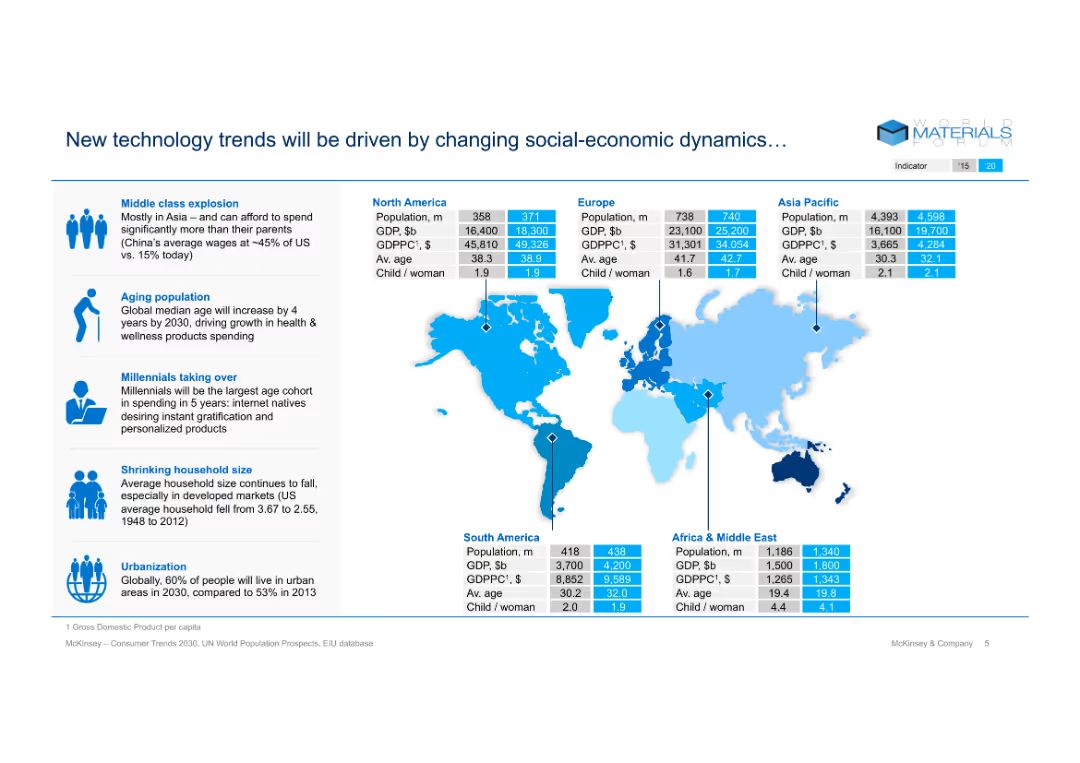 New technology trends will be driven by changing social-economic dynamics…
WORLD
MATERIALS
FORUM
Indicator '15 '20
Middle class explosion
Mostly in Asia – and can afford to spend
significantly more than their parents
(China's average wages at ~45% of US
vs. 15% today)
Aging population
Global median age will increase by 4
years by 2030, driving growth in health &
wellness products spending
Millennials taking over
Millennials will be the largest age cohort
in spending in 5 years: internet natives
desiring instant gratification and
personalized products
Shrinking household size
Average household size continues to fall,
especially in developed markets (US
average household fell from 3.67 to 2.55,
1948 to 2012)
Urbanization
Globally, 60% of people will live in urban
areas in 2030, compared to 53% in 2013
North America
Population, m 358 371
GDP, $b 16,400 18,300
GDPPC¹, $ 45,810 49,326
Av. age 38.3 38.9
Child / woman 1.9 1.9
Europe
Population, m 738 740
GDP, $b 23,100 25,200
GDPPC¹, $ 31,301 34,054
Av. age 41.7 42.7
Child / woman 1.6 1.7
Asia Pacific
Population, m 4,393 4,598
GDP, $b 16,100 19,700
GDPPC¹, $ 3,665 4,284
Av. age 30.3 32.1
Child / woman 2.1 2.1
South America
Population, m 418 438
GDP, $b 3,700 4,200
GDPPC¹, $ 8,852 9,589
Av. age 30.2 32.0
Child / woman 2.0 1.9
Africa & Middle East
Population, m 1,186 1,340
GDP, $b 1,500 1,800
GDPPC¹, $ 1,265 1,343
Av. age 19.4 19.8
Child / woman 4.4 4.1
1 Gross Domestic Product per capita
McKinsey – Consumer Trends 2030, UN World Population Prospects, EIU database
McKinsey & Company 5